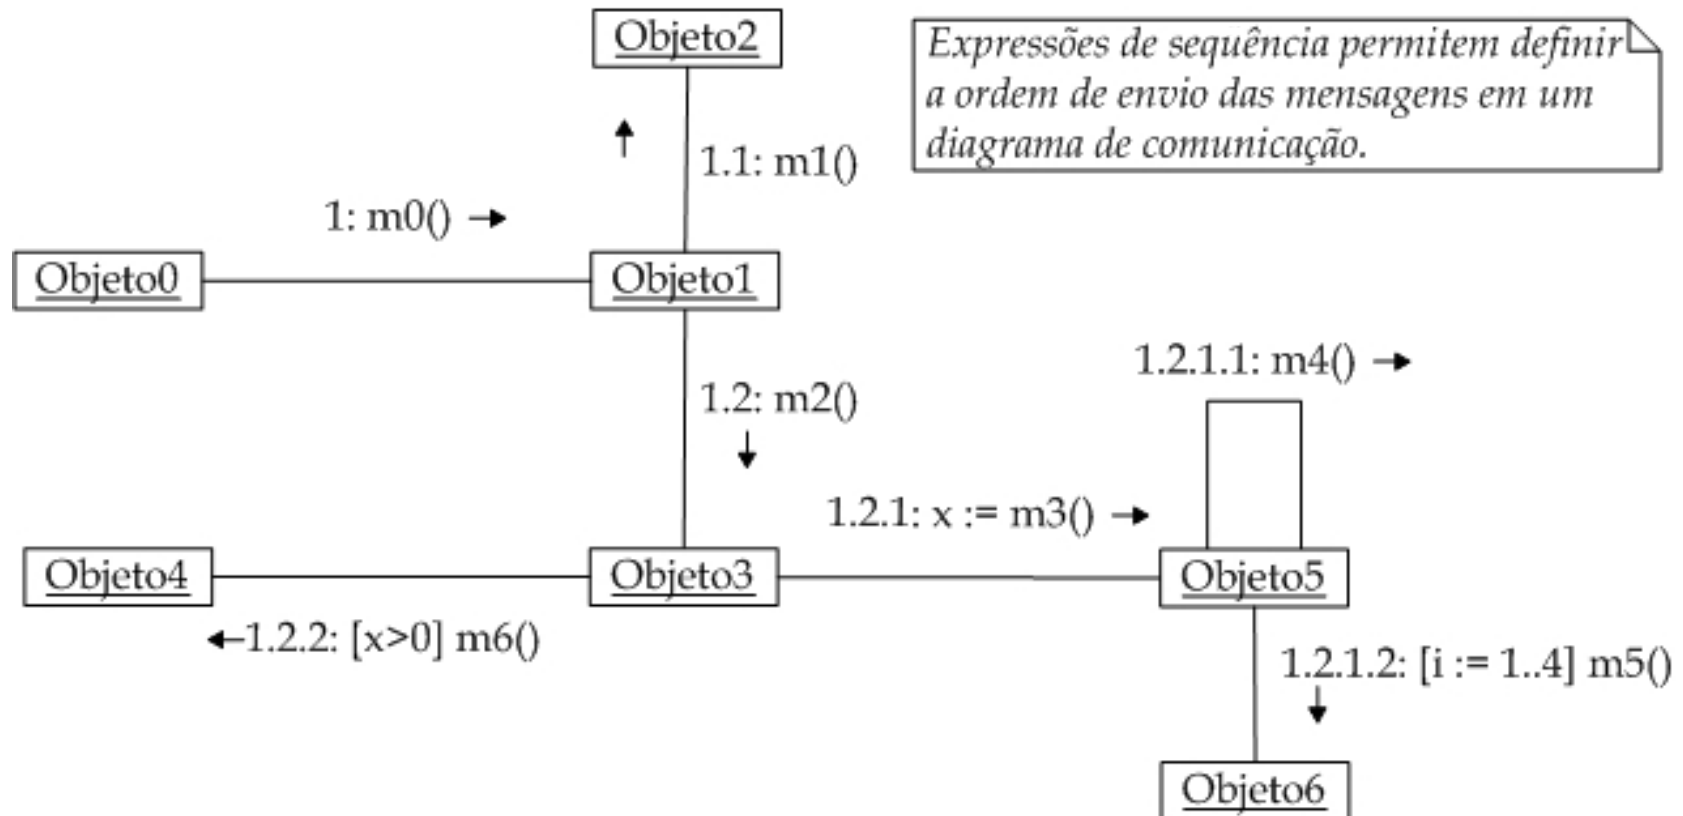 Objeto2
Expressões de sequência permitem definir
a ordem de envio das mensagens em um
diagrama de comunicação.
1.1: m1()
1: m0()
Objeto0
Objeto1
1.2.1.1: m4()
1.2: m2()
1.2.1: x := m3()
Objeto4
Objeto3
Objeto5
1.2.2: [x>0] m6()
1.2.1.2: [i := 1..4] m5()
Objeto6